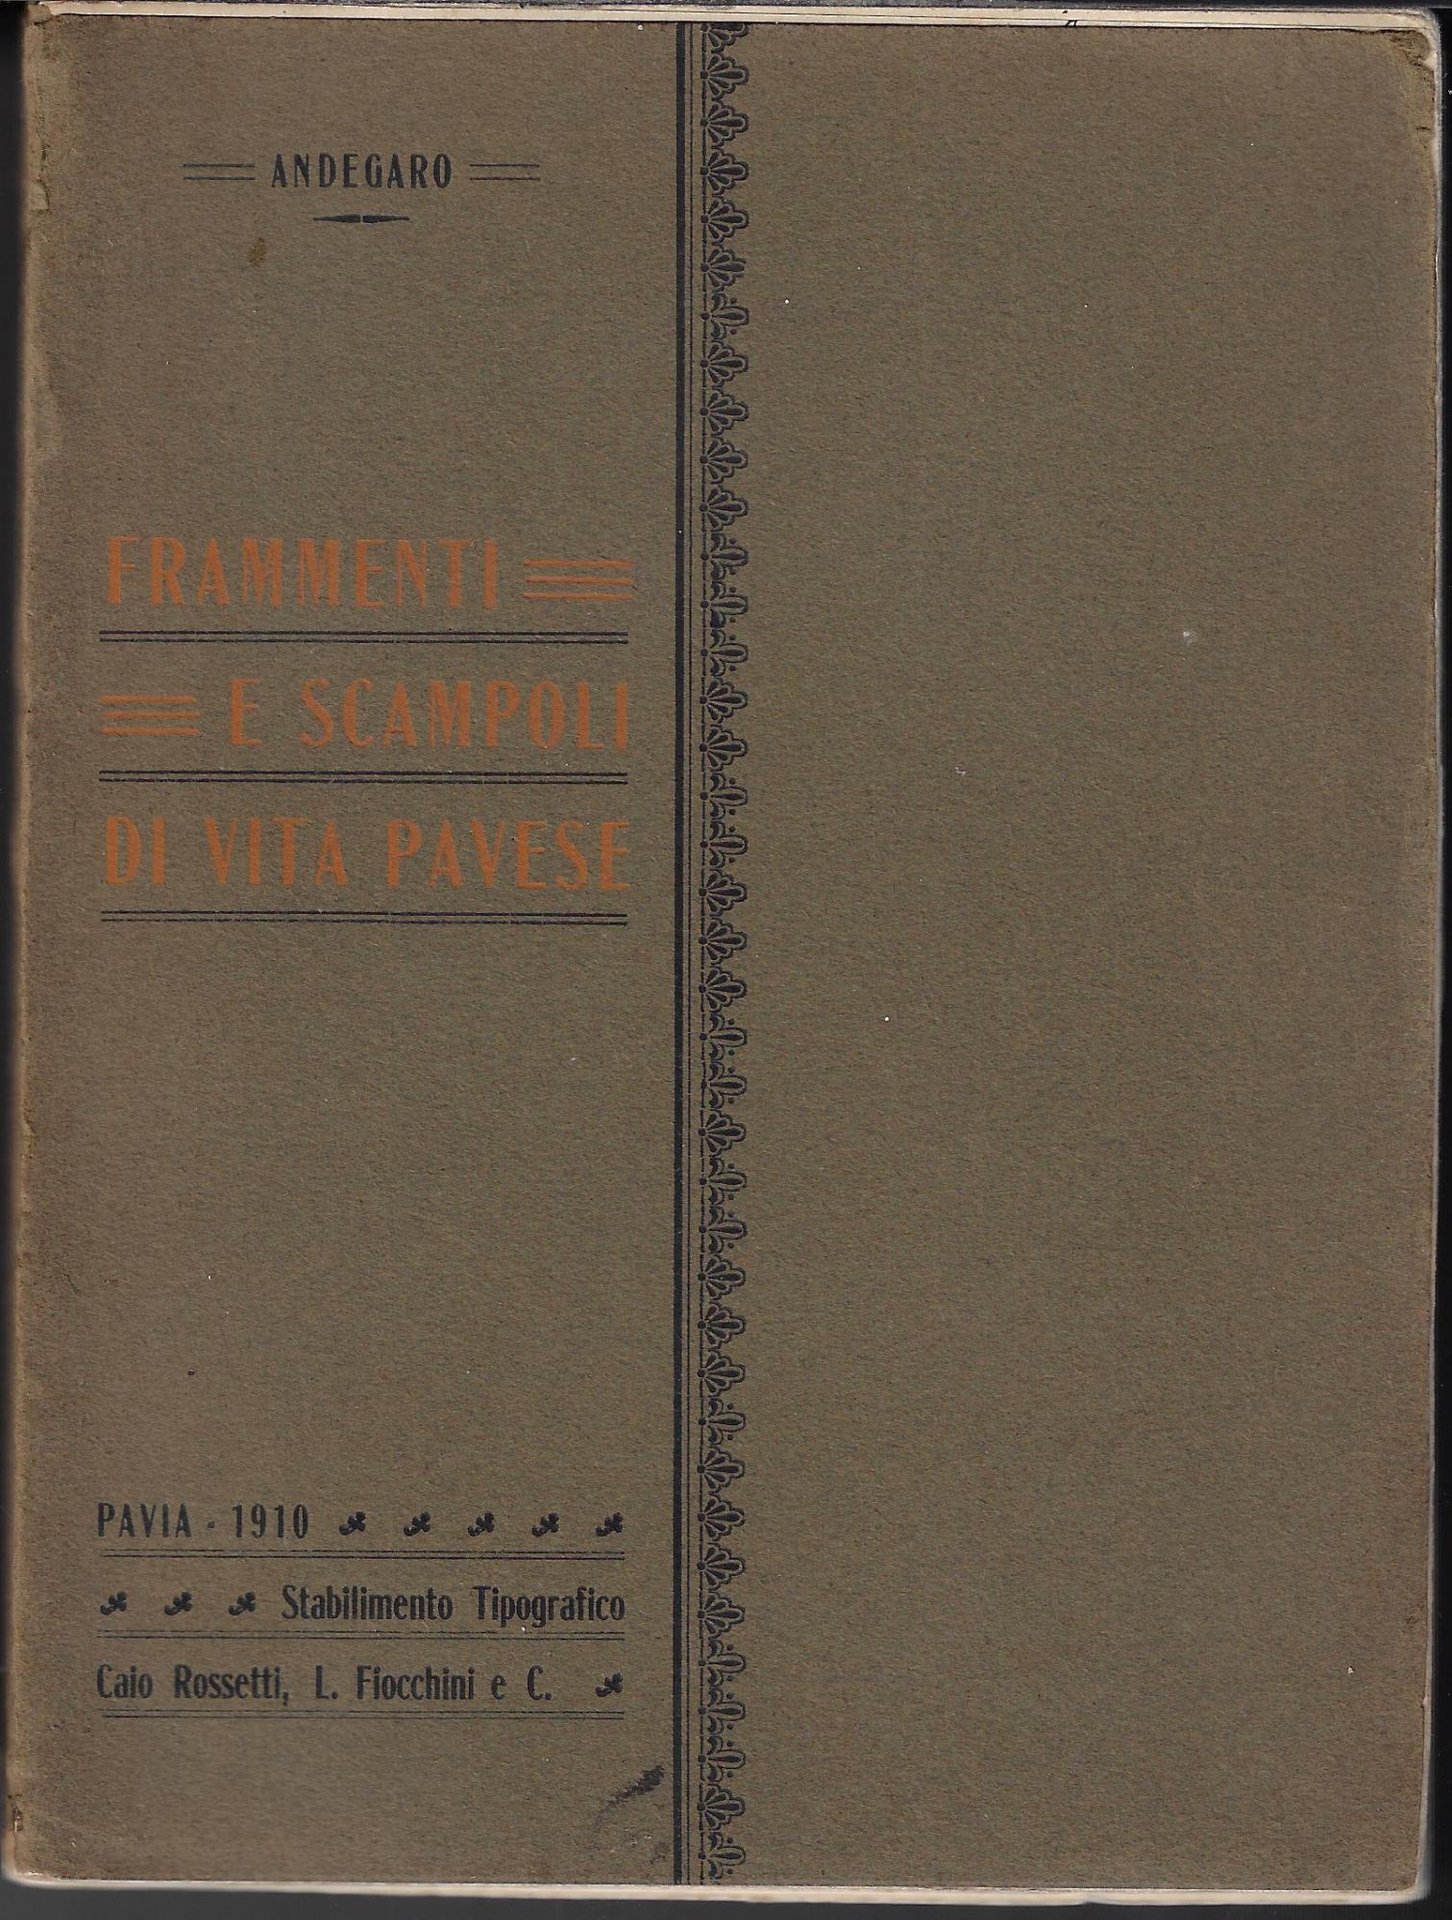 ANDEGARO
FRAMMENTI
E SCAMPOLI
DI VITA PAVESE
PAVIA - 1910
Stabilimento Tipografico
Caio Rossetti, L. Fiocchini e C.